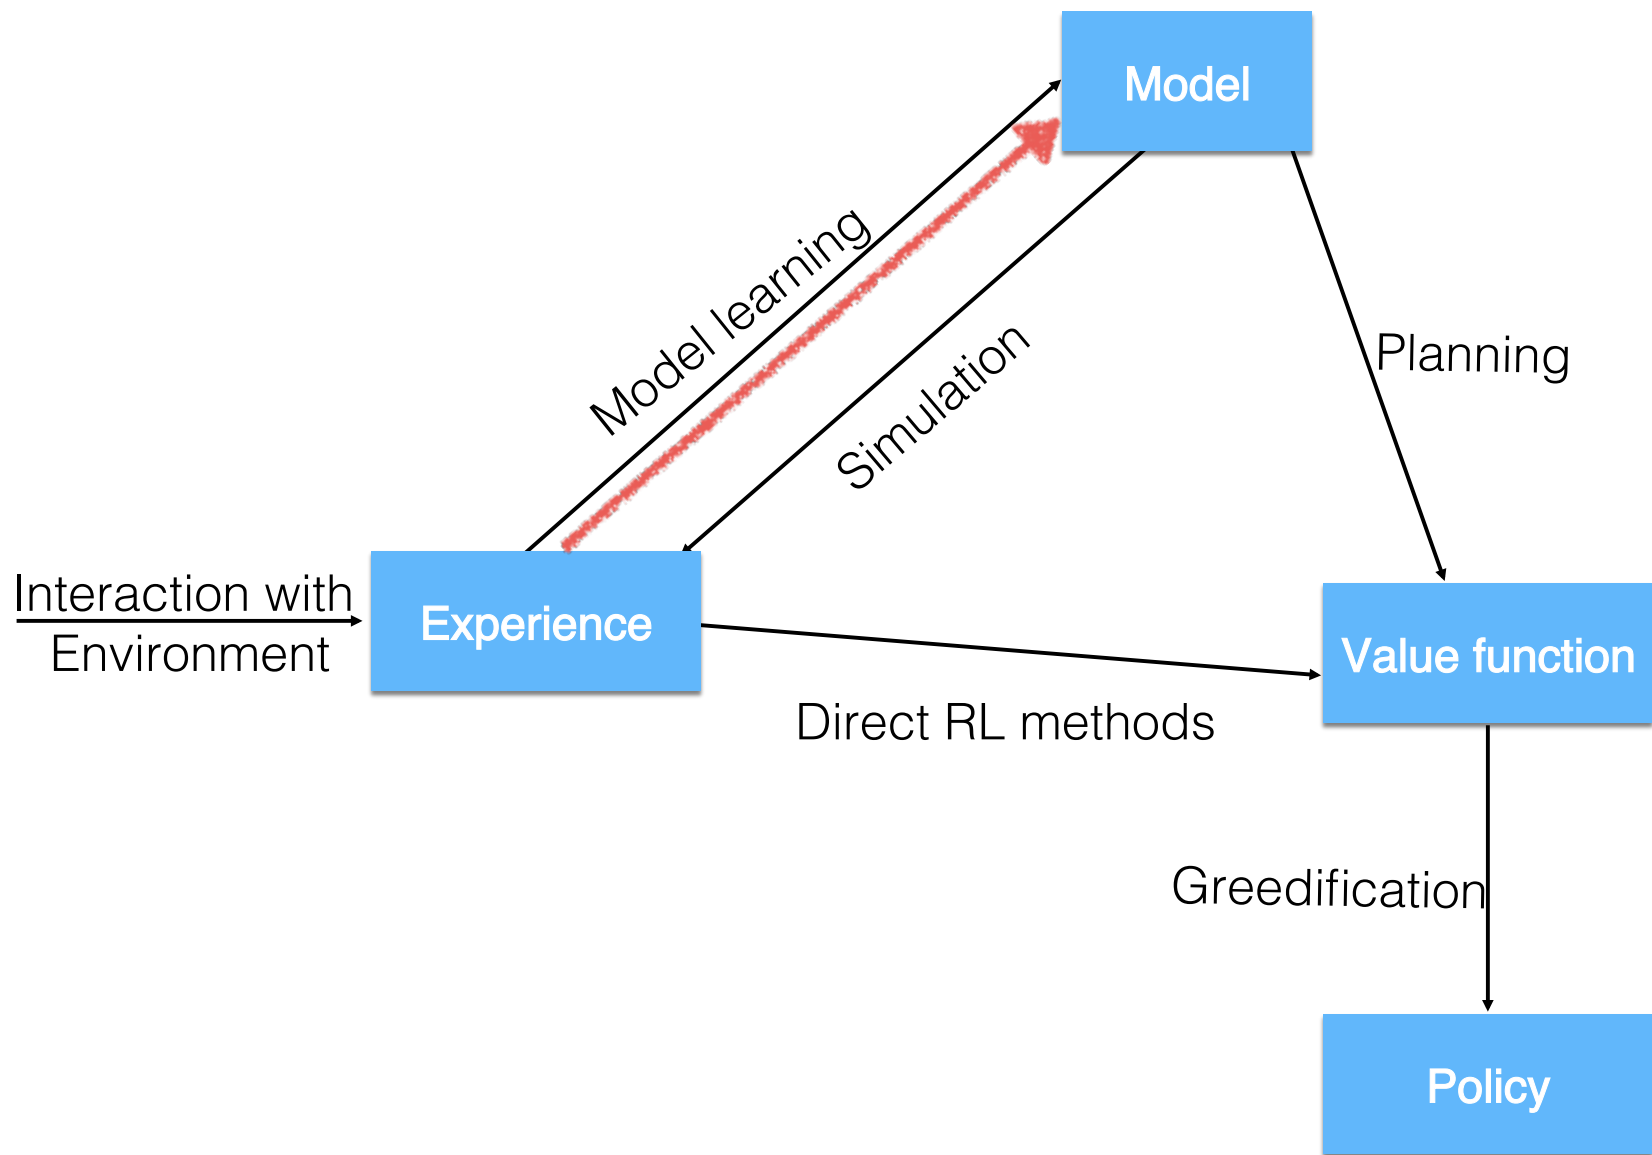 Model
Model learning
Simulation
Planning
Interaction with
Environment
Experience
Value function
Direct RL methods
Greedification
Policy